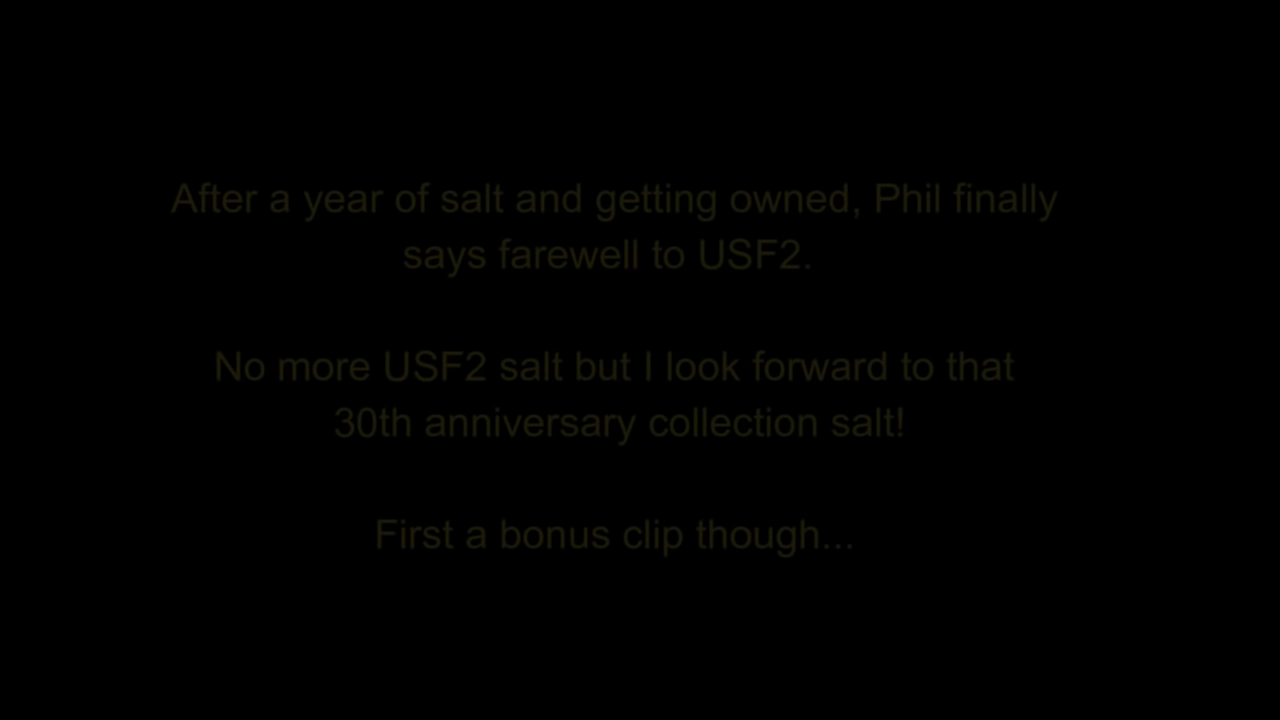 After a year of salt and getting owned, Phil finally
says farewell to USF2.
No more USF2 salt but I look forward to that
30th anniversary collection salt!
First a bonus clip though...